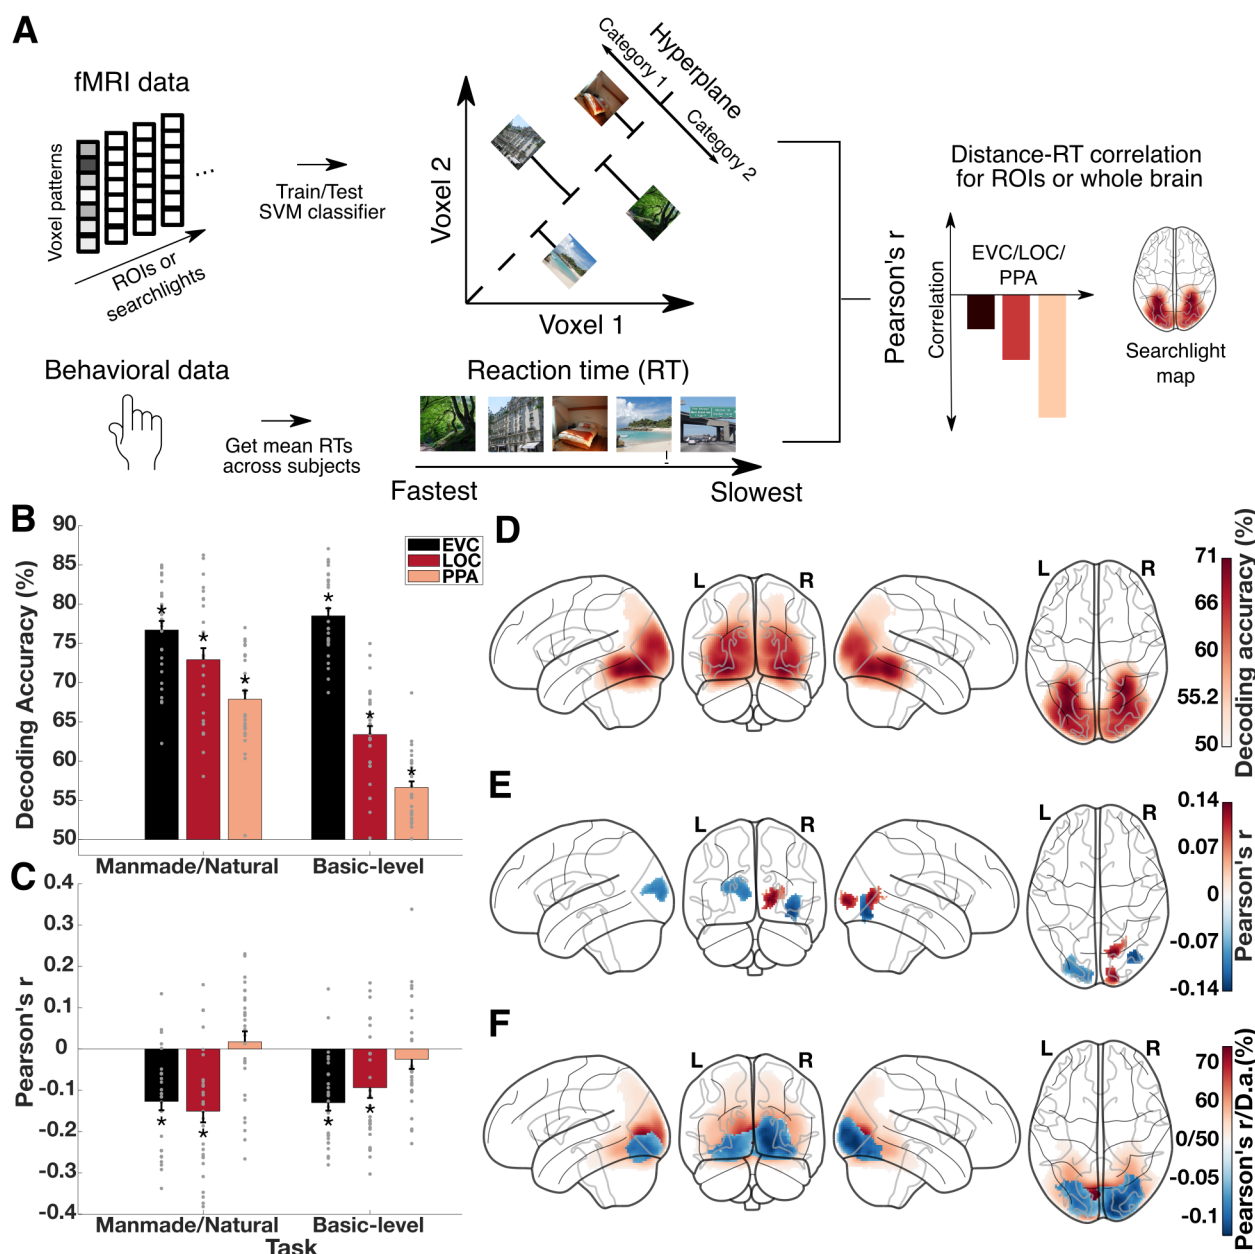 A
fMRI data
Voxel patterns
...
ROIs or
searchlights
Train/Test
SVM classifier
Voxel 2
Voxel 1
Category 1
Hyperplane
Category 2
Distance-RT correlation
for ROIs or whole brain
Pearson's r
Correlation
EVC/LOC/
PPA
Searchlight
map
Behavioral data
Get mean RTs
across subjects
Reaction time (RT)
Fastest
Slowest
B
Decoding Accuracy (%)
90
85
80
75
70
65
60
55
50
EVC
LOC
PPA
* * * * * *
Manmade/Natural
Basic-level
C
Pearson's r
0.4
0.3
0.2
0.1
0
-0.1
-0.2
-0.3
-0.4
* * * *
Manmade/Natural
Basic-level
Task
D
L
R
L
R
71
66
60
55.2
50
Decoding accuracy (%)
E
L
R
L
R
0.14
0.07
0
-0.07
-0.14
Pearson's r
F
L
R
L
R
70
60
0/50
-0.05
-0.1
Pearson's r/D.a.(%)